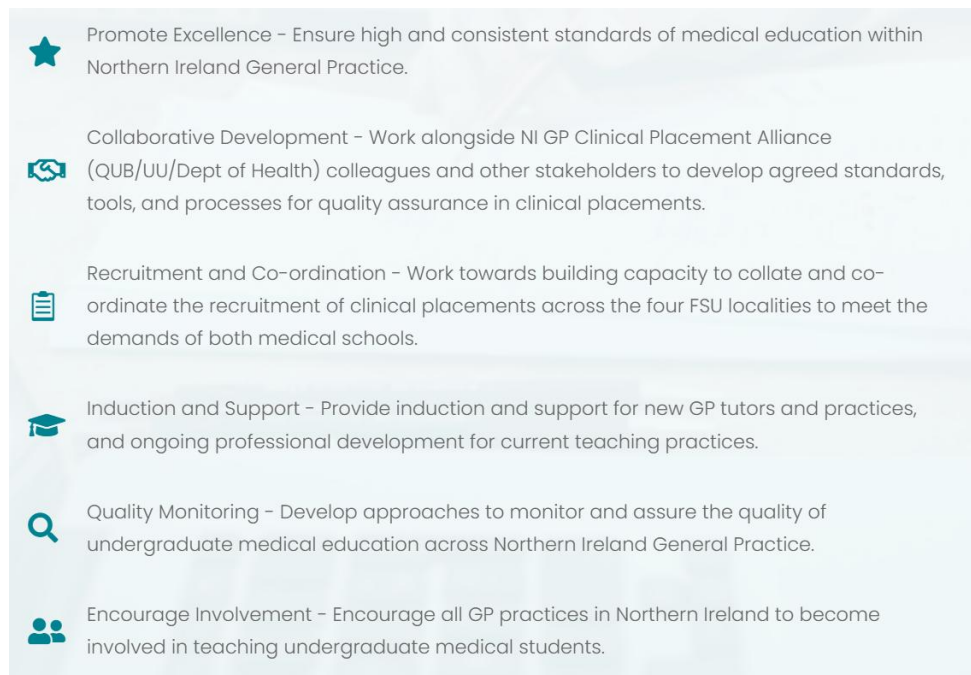 Promote Excellence - Ensure high and consistent standards of medical education within
Northern Ireland General Practice.
Collaborative Development - Work alongside NI GP Clinical Placement Alliance
(QUB/UU/Dept of Health) colleagues and other stakeholders to develop agreed standards,
tools, and processes for quality assurance in clinical placements.
Recruitment and Co-ordination - Work towards building capacity to collate and co-
ordinate the recruitment of clinical placements across the four FSU localities to meet the
demands of both medical schools.
Induction and Support - Provide induction and support for new GP tutors and practices,
and ongoing professional development for current teaching practices.
Quality Monitoring - Develop approaches to monitor and assure the quality of
undergraduate medical education across Northern Ireland General Practice.
Encourage Involvement - Encourage all GP practices in Northern Ireland to become
involved in teaching undergraduate medical students.